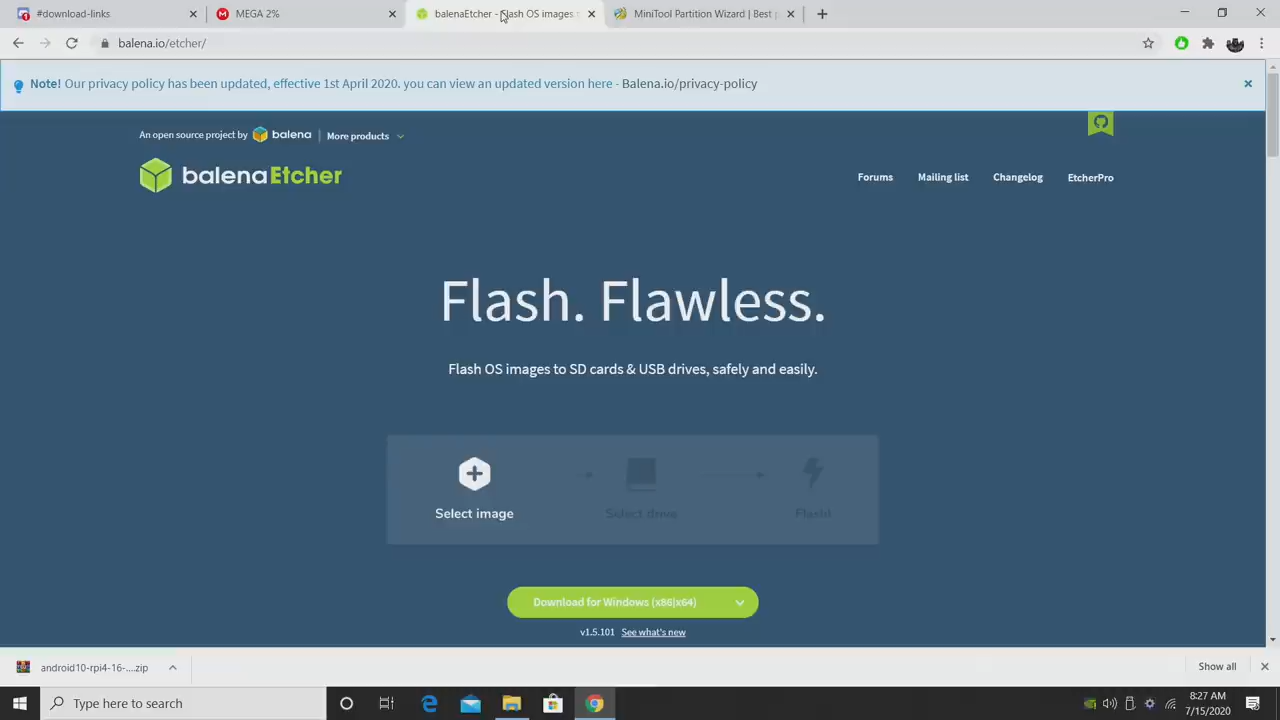 #download-links
MEGA 2%
balenaEtcher - Flash OS images
MiniTool Partition Wizard | Best p
balena.io/etcher/
Note! Our privacy policy has been updated, effective 1st April 2020. you can view an updated version here - Balena.io/privacy-policy
An open source project by balena | More products
balenaEtcher
Forums Mailing list Changelog EtcherPro
Flash. Flawless.
Flash OS images to SD cards & USB drives, safely and easily.
Select image Select drive Flash!
Download for Windows (x86|x64)
v1.5.101 See what's new
android10-rpi4-16-....zip
Show all
Type here to search
8:27 AM
7/15/2020